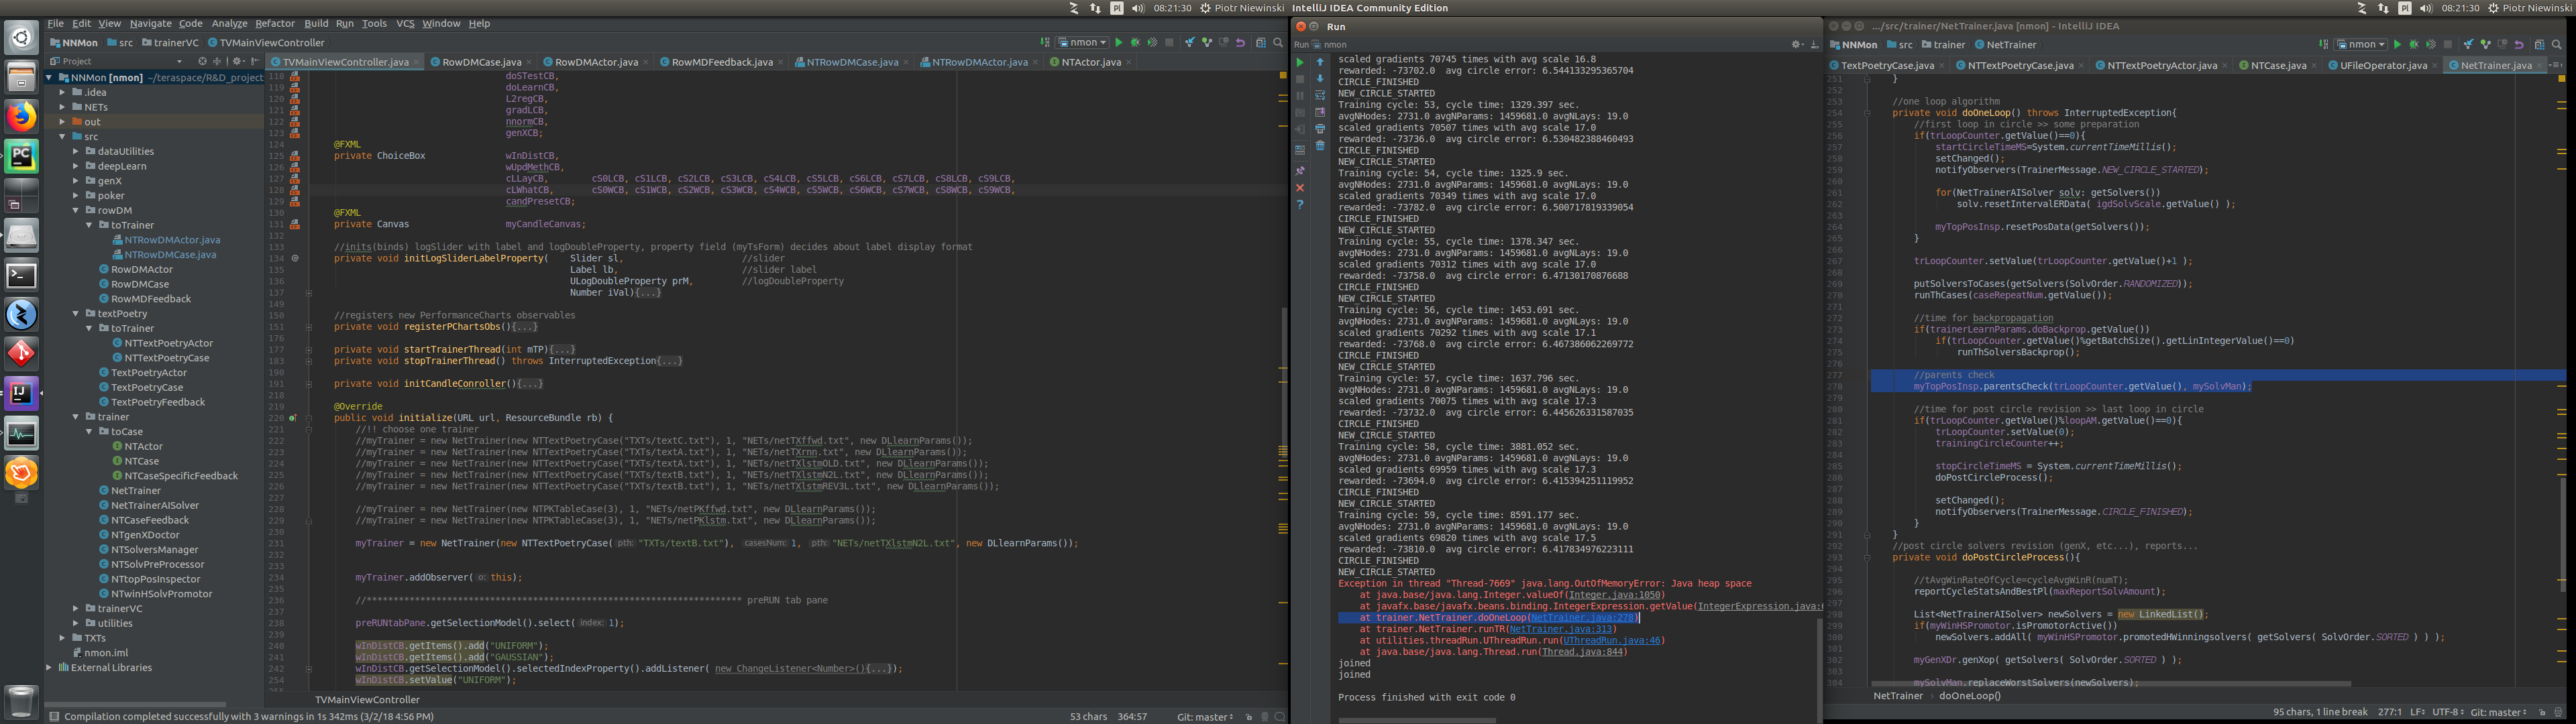 08:21:30 Piotr Niewinski
IntelliJ IDEA Community Edition
08:21:30 Piotr Niewinski
File Edit View Navigate Code Analyze Refactor Build Run Tools VCS Window Help
NNMon src trainerVC TVMainViewController
nmon
Project
NNMon [nmon] ~/teraspace/R&D_project
.idea
NETs
out
src
dataUtilities
deepLearn
genX
poker
rowDM
toTrainer
NTRowDMActor.java
NTRowDMCase.java
RowDMActor
RowDMCase
RowMDFeedback
textPoetry
toTrainer
NTTextPoetryActor
NTTextPoetryCase
TextPoetryActor
TextPoetryCase
TextPoetryFeedback
trainer
toCase
NTActor
NTCase
NTCaseSpecificFeedback
NetTrainer
NetTrainerAISolver
NTCaseFeedback
NTgenXDoctor
NTSolversManager
NTSolvPreProcessor
NTtopPosInspector
NTwinHSolvPromotor
trainerVC
utilities
TXTs
nmon.iml
External Libraries
TVMainViewController.java RowDMCase.java RowDMActor.java RowMDFeedback.java NTRowDMCase.java NTRowDMActor.java NTActor.java
118 doSTestCB,
119 doLearnCB,
120 L2regCB,
121 gradLCB,
122 nnormCB,
123 genXCB;
124 @FXML
125 private ChoiceBox wInDistCB,
126 wUpdMethCB,
127 cLLayCB, cS0LCB, cS1LCB, cS2LCB, cS3LCB, cS4LCB, cS5LCB, cS6LCB, cS7LCB, cS8LCB, cS9LCB,
128 cLWhatCB, cS0WCB, cS1WCB, cS2WCB, cS3WCB, cS4WCB, cS5WCB, cS6WCB, cS7WCB, cS8WCB, cS9WCB,
129 candPresetCB;
130 @FXML
131 private Canvas myCandleCanvas;
132
133 //inits(binds) logSlider with label and logDoubleProperty, property field (myTsForm) decides about label display format
134 private void initLogSliderLabelProperty( Slider sl, //slider
135 Label lb, //slider label
136 ULogDoubleProperty prM, //logDoubleProperty
137 Number iVal){...}
149
150 //registers new PerformanceCharts observables
151 private void registerPChartsObs(){...}
176
177 private void startTrainerThread(int mTP){...}
183 private void stopTrainerThread() throws InterruptedException{...}
190
191 private void initCandleConroller(){...}
218
219 @Override
220 public void initialize(URL url, ResourceBundle rb) {
221 //!! choose one trainer
222 //myTrainer = new NetTrainer(new NTTextPoetryCase("TXTs/textC.txt"), 1, "NETs/netTXffwd.txt", new DLlearnParams());
223 //myTrainer = new NetTrainer(new NTTextPoetryCase("TXTs/textA.txt"), 1, "NETs/netTXrnn.txt", new DLlearnParams());
224 //myTrainer = new NetTrainer(new NTTextPoetryCase("TXTs/textA.txt"), 1, "NETs/netTXlstmOLD.txt", new DLlearnParams());
225 //myTrainer = new NetTrainer(new NTTextPoetryCase("TXTs/textB.txt"), 1, "NETs/netTXlstmN2L.txt", new DLlearnParams());
226 //myTrainer = new NetTrainer(new NTTextPoetryCase("TXTs/textB.txt"), 1, "NETs/netTXlstmREV3L.txt", new DLlearnParams());
227
228 //myTrainer = new NetTrainer(new NTPKTableCase(3), 1, "NETs/netPKffwd.txt", new DLlearnParams());
229 //myTrainer = new NetTrainer(new NTPKTableCase(3), 1, "NETs/netPKlstm.txt", new DLlearnParams());
230
231 myTrainer = new NetTrainer(new NTTextPoetryCase( pth: "TXTs/textB.txt"), casesNum: 1, pth: "NETs/netTXlstmN2L.txt", new DLlearnParams());
232
233
234 myTrainer.addObserver( o: this);
235
236 preRUN tab pane
237
238 preRUNtabPane.getSelectionModel().select( index: 1);
239
240 wInDistCB.getItems().add("UNIFORM");
241 wInDistCB.getItems().add("GAUSSIAN");
242 wInDistCB.getSelectionModel().selectedIndexProperty().addListener( new ChangeListener<Number>(){...});
254 wInDistCB.setValue("UNIFORM");
TVMainViewController
Compilation completed successfully with 3 warnings in 1s 342ms (3/2/18 4:56 PM)
53 chars 364:57 Git: master
Run
Run nmon
scaled gradients 70745 times with avg scale 16.8
rewarded: -73702.0 avg circle error: 6.544133295365704
CIRCLE_FINISHED
NEW_CIRCLE_STARTED
Training cycle: 53, cycle time: 1329.397 sec.
avgNHodes: 2731.0 avgNParams: 1459681.0 avgNLays: 19.0
scaled gradients 70507 times with avg scale 17.0
rewarded: -73736.0 avg circle error: 6.530482388460493
CIRCLE_FINISHED
NEW_CIRCLE_STARTED
Training cycle: 54, cycle time: 1325.9 sec.
avgNHodes: 2731.0 avgNParams: 1459681.0 avgNLays: 19.0
scaled gradients 70349 times with avg scale 17.0
rewarded: -73782.0 avg circle error: 6.500717819339054
CIRCLE_FINISHED
NEW_CIRCLE_STARTED
Training cycle: 55, cycle time: 1378.347 sec.
avgNHodes: 2731.0 avgNParams: 1459681.0 avgNLays: 19.0
scaled gradients 70312 times with avg scale 17.0
rewarded: -73758.0 avg circle error: 6.47130170876688
CIRCLE_FINISHED
NEW_CIRCLE_STARTED
Training cycle: 56, cycle time: 1453.691 sec.
avgNHodes: 2731.0 avgNParams: 1459681.0 avgNLays: 19.0
scaled gradients 70292 times with avg scale 17.1
rewarded: -73768.0 avg circle error: 6.467386062269772
CIRCLE_FINISHED
NEW_CIRCLE_STARTED
Training cycle: 57, cycle time: 1637.796 sec.
avgNHodes: 2731.0 avgNParams: 1459681.0 avgNLays: 19.0
scaled gradients 70075 times with avg scale 17.3
rewarded: -73732.0 avg circle error: 6.445626331587035
CIRCLE_FINISHED
NEW_CIRCLE_STARTED
Training cycle: 58, cycle time: 3881.052 sec.
avgNHodes: 2731.0 avgNParams: 1459681.0 avgNLays: 19.0
scaled gradients 69959 times with avg scale 17.3
rewarded: -73694.0 avg circle error: 6.415394251119952
CIRCLE_FINISHED
NEW_CIRCLE_STARTED
Training cycle: 59, cycle time: 8591.177 sec.
avgNHodes: 2731.0 avgNParams: 1459681.0 avgNLays: 19.0
scaled gradients 69820 times with avg scale 17.5
rewarded: -73810.0 avg circle error: 6.417834976223111
CIRCLE_FINISHED
NEW_CIRCLE_STARTED
Exception in thread "Thread-7669" java.lang.OutOfMemoryError: Java heap space
at java.base/java.lang.Integer.valueOf(Integer.java:1050)
at javafx.base/javafx.beans.binding.IntegerExpression.getValue(IntegerExpression.java:
at trainer.NetTrainer.doOneLoop(NetTrainer.java:278)
at trainer.NetTrainer.runTR(NetTrainer.java:313)
at utilities.threadRun.UThreadRun.run(UThreadRun.java:46)
at java.base/java.lang.Thread.run(Thread.java:844)
joined
joined
Process finished with exit code 0
.../src/trainer/NetTrainer.java [nmon] - IntelliJ IDEA
NNMon src trainer NetTrainer
nmon
TextPoetryCase.java NTTextPoetryCase.java NTTextPoetryActor.java NTCase.java UFileOperator.java NetTrainer.java
251 }
252
253 //one loop algorithm
254 private void doOneLoop() throws InterruptedException{
255 //first loop in circle >> some preparation
256 if(trLoopCounter.getValue()==0){
257 startCircleTimeMS=System.currentTimeMillis();
258 setChanged();
259 notifyObservers(TrainerMessage.NEW_CIRCLE_STARTED);
260
261 for(NetTrainerAISolver solv: getSolvers())
262 solv.resetIntervalERData( igdSolvScale.getValue() );
263
264 myTopPosInsp.resetPosData(getSolvers());
265 }
266
267 trLoopCounter.setValue(trLoopCounter.getValue()+1 );
268
269 putSolversToCases(getSolvers(SolvOrder.RANDOMIZED));
270 runThCases(caseRepeatNum.getValue());
271
272 //time for backpropagation
273 if(trainerLearnParams.doBackprop.getValue())
274 if(trLoopCounter.getValue()%getBatchSize().getLinIntegerValue()==0)
275 runThSolversBackprop();
276
277 //parents check
278 myTopPosInsp.parentsCheck(trLoopCounter.getValue(), mySolvMan);
279
280 //time for post circle revision >> last loop in circle
281 if(trLoopCounter.getValue()%loopAM.getValue()==0){
282 trLoopCounter.setValue(0);
283 trainingCircleCounter++;
284
285 stopCircleTimeMS = System.currentTimeMillis();
286 doPostCircleProcess();
287
288 setChanged();
289 notifyObservers(TrainerMessage.CIRCLE_FINISHED);
290 }
291 }
292 //post circle solvers revision (genX, etc...), reports...
293 private void doPostCircleProcess(){
294
295 //tAvgWinRateOfCycle=cycleAvgWinR(numT);
296 reportCycleStatsAndBestPl(maxReportSolvAmount);
297
298 List<NetTrainerAISolver> newSolvers = new LinkedList();
299 if(myWinHSPromotor.isPromotorActive())
300 newSolvers.addAll( myWinHSPromotor.promotedHWinningsolvers( getSolvers( SolvOrder.SORTED ) ) );
301
302 myGenXDr.genXop( getSolvers( SolvOrder.SORTED ) );
303
304 mySolvMan.replaceWorstSolvers(newSolvers);
NetTrainer doOneLoop()
95 chars, 1 line break 277:1 LF UTF-8 Git: master